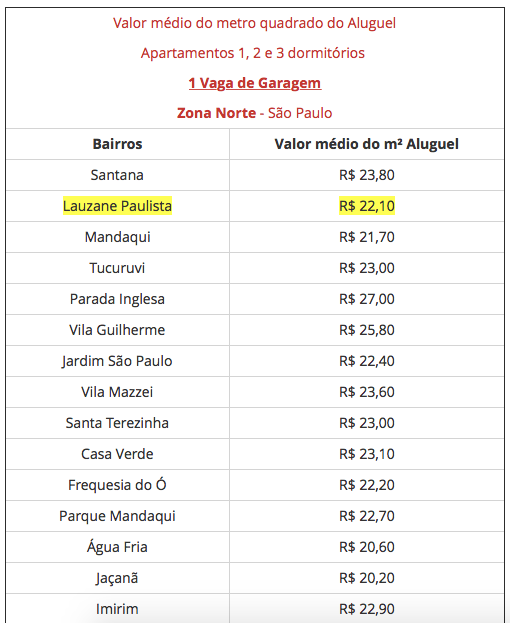 Valor médio do metro quadrado do Aluguel
Apartamentos 1, 2 e 3 dormitórios
1 Vaga de Garagem
Zona Norte - São Paulo
Bairros Valor médio do m² Aluguel
Santana R$ 23,80
Lauzane Paulista R$ 22,10
Mandaqui R$ 21,70
Tucuruvi R$ 23,00
Parada Inglesa R$ 27,00
Vila Guilherme R$ 25,80
Jardim São Paulo R$ 22,40
Vila Mazzei R$ 23,60
Santa Terezinha R$ 23,00
Casa Verde R$ 23,10
Frequesia do Ó R$ 22,20
Parque Mandaqui R$ 22,70
Água Fria R$ 20,60
Jaçanã R$ 20,20
Imirim R$ 22,90